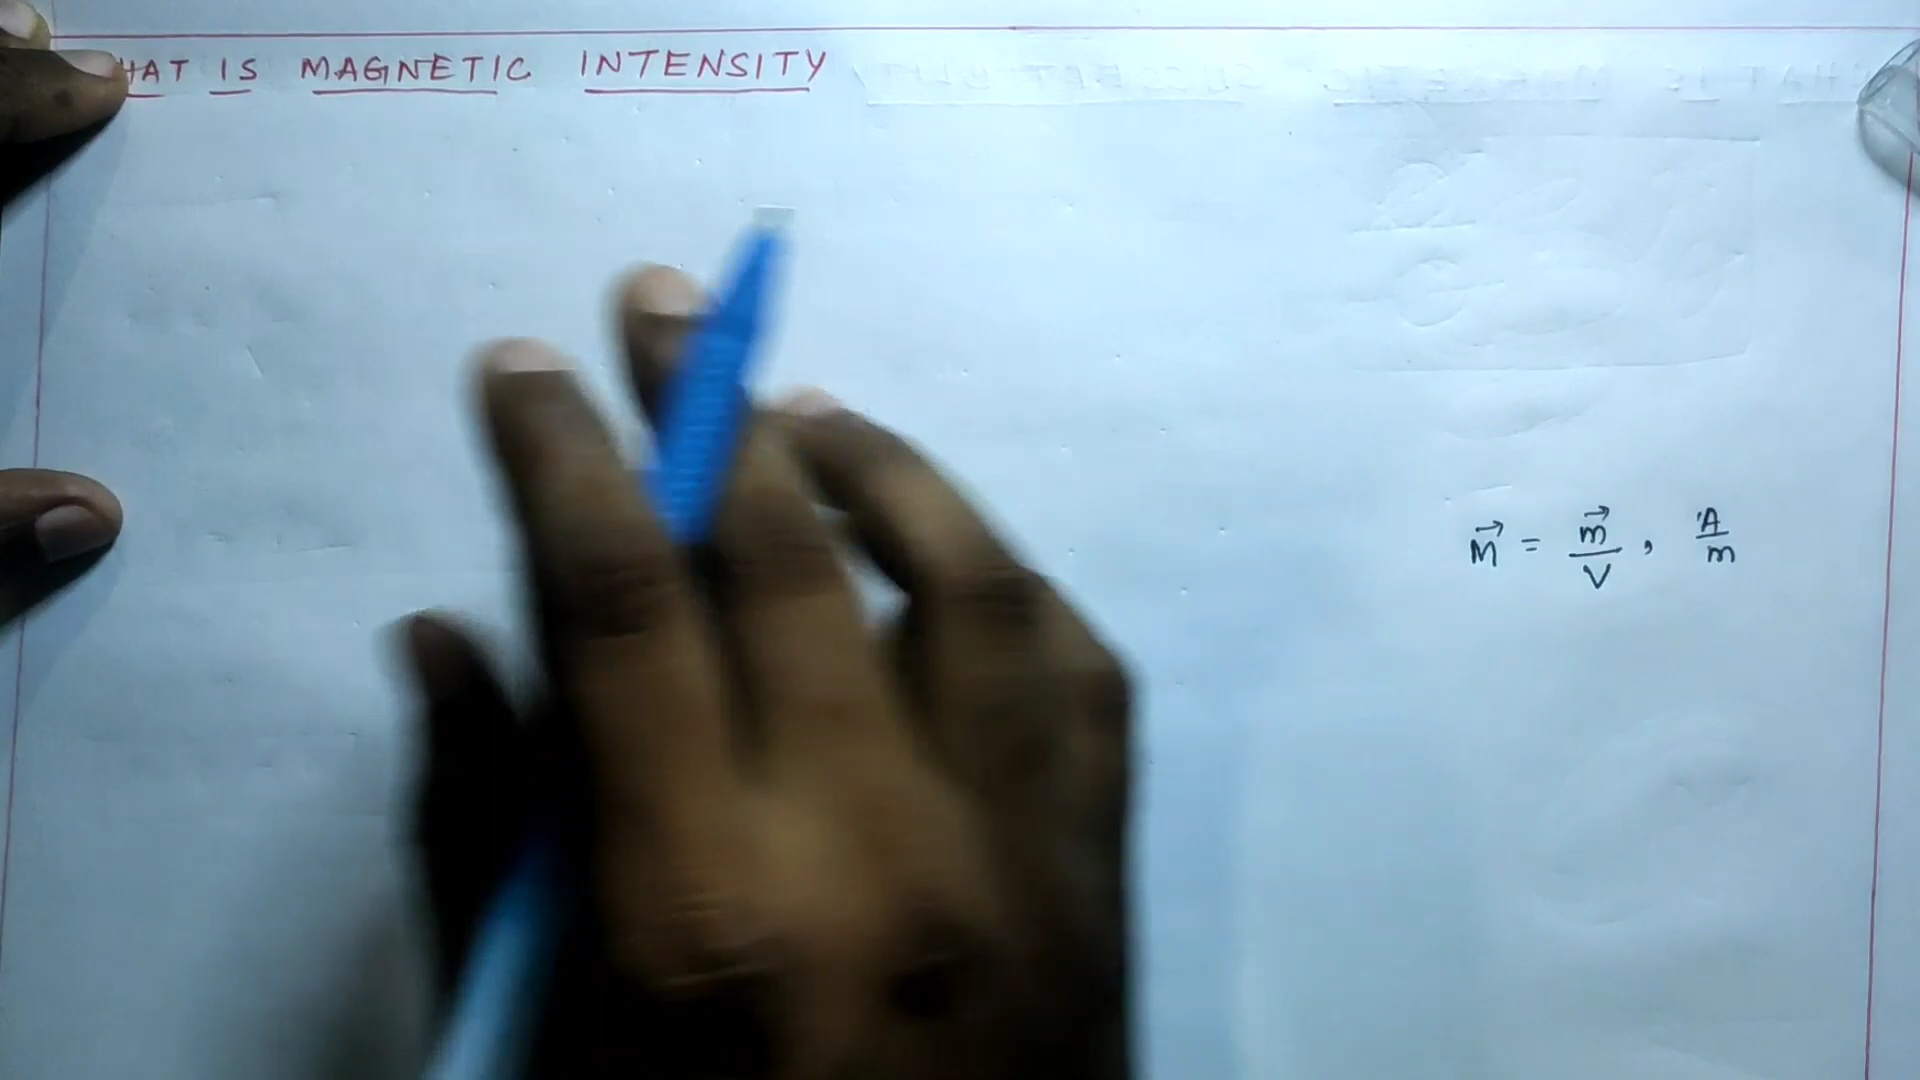 HAT IS MAGNETIC INTENSITY
M⃗ = m⃗/V , A/m